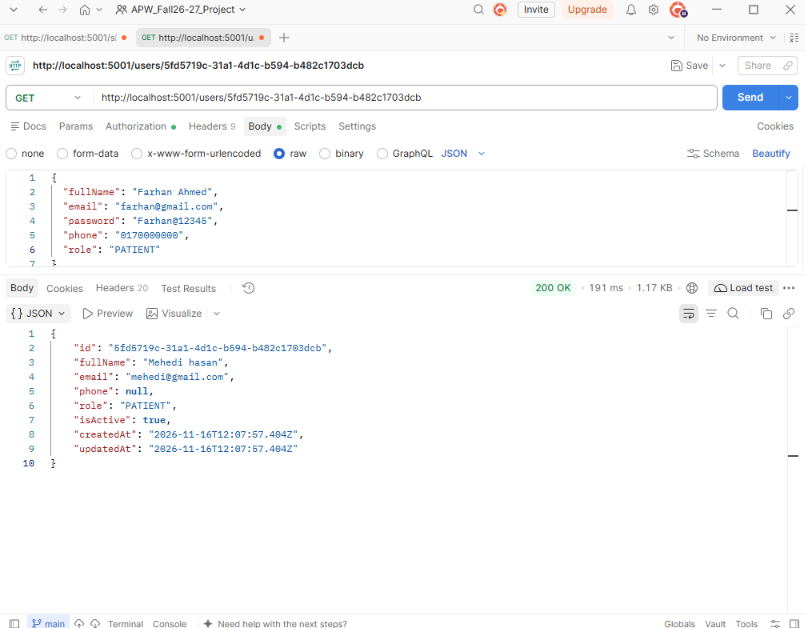 APW_Fall26-27_Project Invite Upgrade
GET http://localhost:5001/sl GET http://localhost:5001/u No Environment
HTTP http://localhost:5001/users/5fd5719c-31a1-4d1c-b594-b482c1703dcb Save Share
GET http://localhost:5001/users/5fd5719c-31a1-4d1c-b594-b482c1703dcb Send
Docs Params Authorization Headers 9 Body Scripts Settings Cookies
none form-data x-www-form-urlencoded raw binary GraphQL JSON Schema Beautify
1 {
2 "fullName": "Farhan Ahmed",
3 "email": "farhan@gmail.com",
4 "password": "Farhan@12345",
5 "phone": "0170000000",
6 "role": "PATIENT"
7 }
Body Cookies Headers 20 Test Results 200 OK 191 ms 1.17 KB Load test
{} JSON Preview Visualize
1 {
2 "id": "5fd5719c-31a1-4d1c-b594-b482c1703dcb",
3 "fullName": "Mehedi hasan",
4 "email": "mehedi@gmail.com",
5 "phone": null,
6 "role": "PATIENT",
7 "isActive": true,
8 "createdAt": "2026-11-16T12:07:57.404Z",
9 "updatedAt": "2026-11-16T12:07:57.404Z"
10 }
main Terminal Console Need help with the next steps? Globals Vault Tools